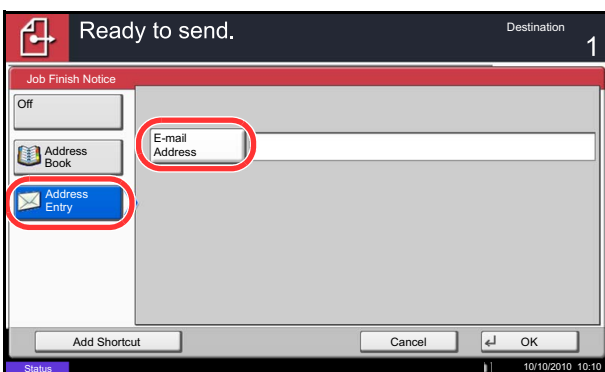 Ready to send.
Destination
1
Job Finish Notice
Off
Address
Book
E-mail
Address
Address
Entry
Add Shortcut
Cancel
OK
Status
10/10/2010 10:10